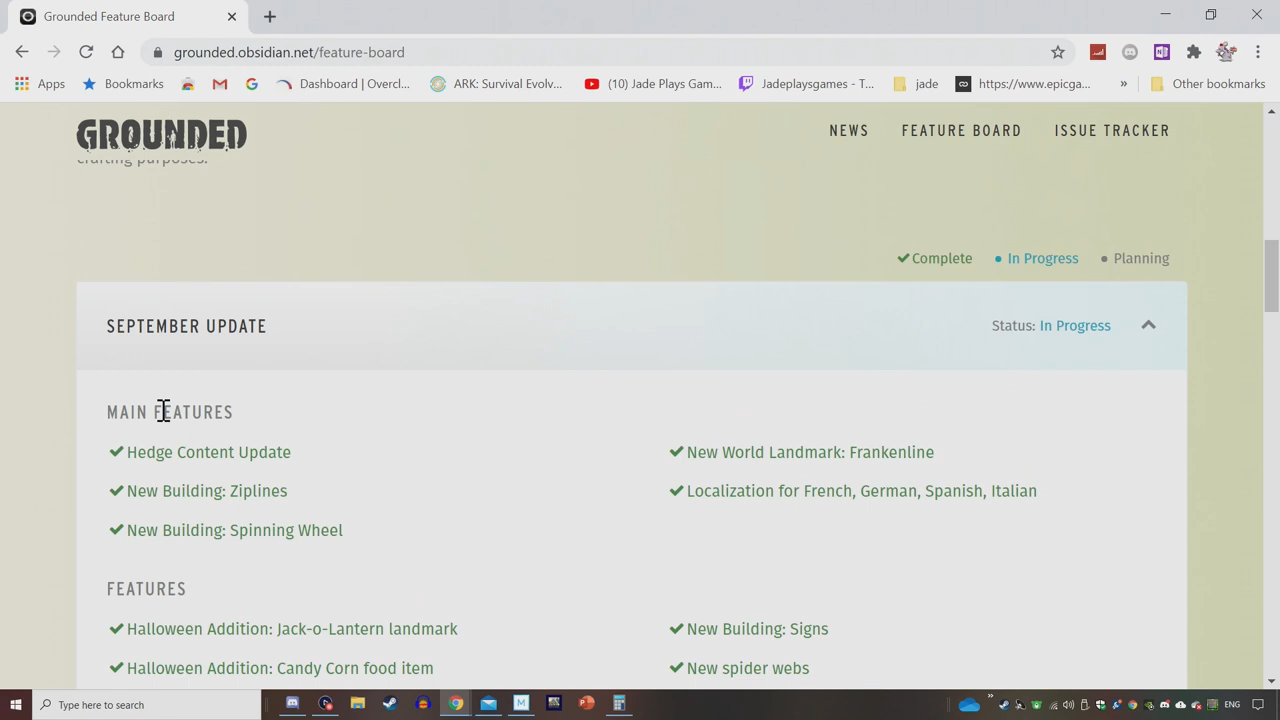 Grounded Feature Board
grounded.obsidian.net/feature-board
Apps
Bookmarks
Dashboard | Overcl...
ARK: Survival Evolv...
(10) Jade Plays Gam...
Jadeplaysgames - T...
jade
https://www.epicga...
»
Other bookmarks
GROUNDED
NEWS
FEATURE BOARD
ISSUE TRACKER
crafting purposes.
Complete
In Progress
Planning
SEPTEMBER UPDATE
Status: In Progress
MAIN FEATURES
Hedge Content Update
New World Landmark: Frankenline
New Building: Ziplines
Localization for French, German, Spanish, Italian
New Building: Spinning Wheel
FEATURES
Halloween Addition: Jack-o-Lantern landmark
New Building: Signs
Halloween Addition: Candy Corn food item
New spider webs
Type here to search
ENG